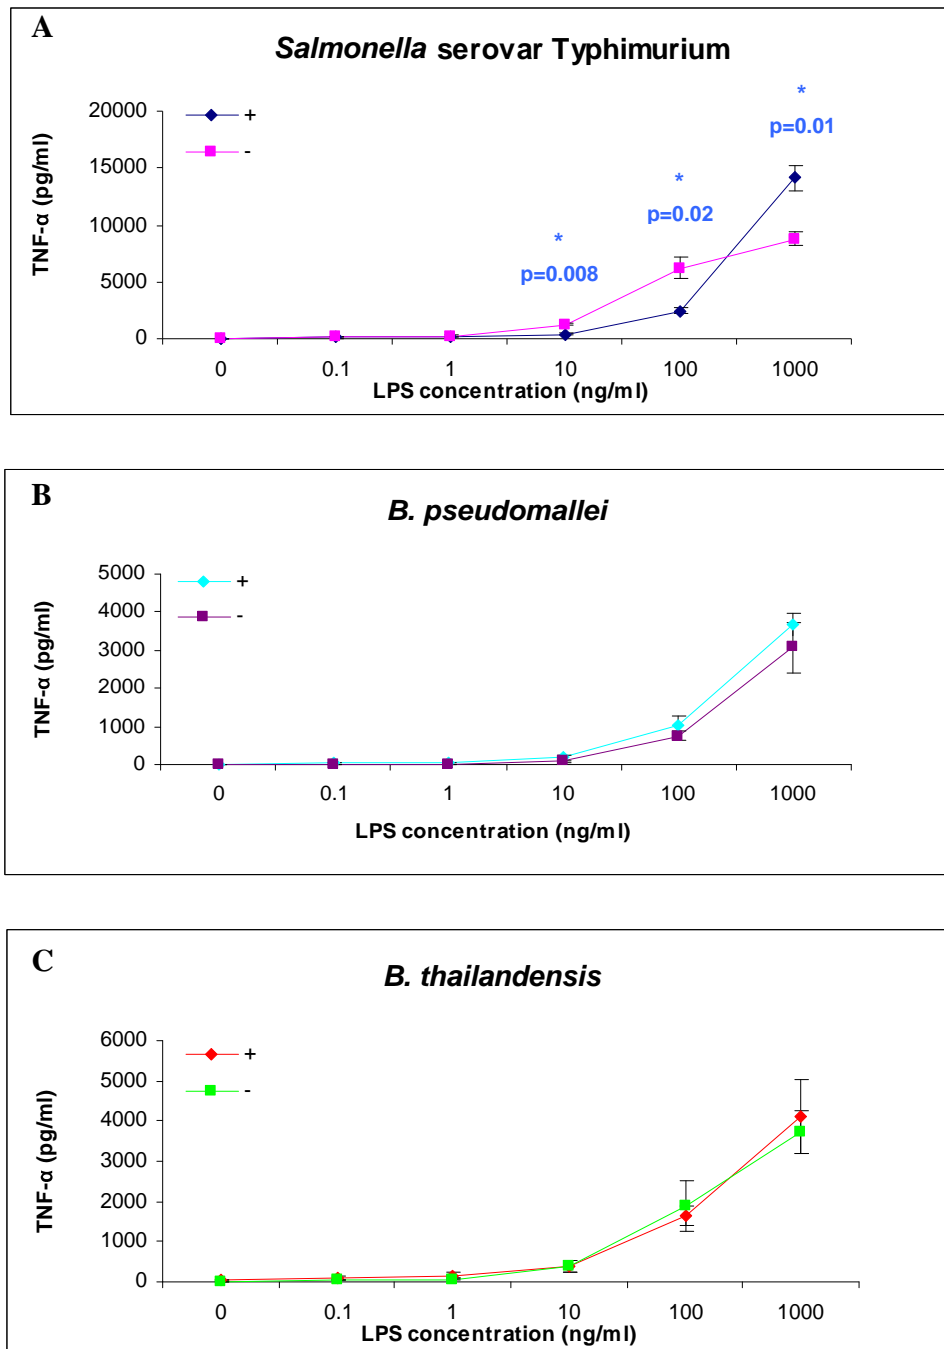 A
Salmonella serovar Typhimurium
20000
15000
10000
5000
0
TNF-α (pg/ml)
+
-
*
p=0.008
*
p=0.02
*
p=0.01
0 0.1 1 10 100 1000
LPS concentration (ng/ml)
B
B. pseudomallei
5000
4000
3000
2000
1000
0
TNF-α (pg/ml)
+
-
0 0.1 1 10 100 1000
LPS concentration (ng/ml)
C
B. thailandensis
6000
5000
4000
3000
2000
1000
0
TNF-α (pg/ml)
+
-
0 0.1 1 10 100 1000
LPS concentration (ng/ml)